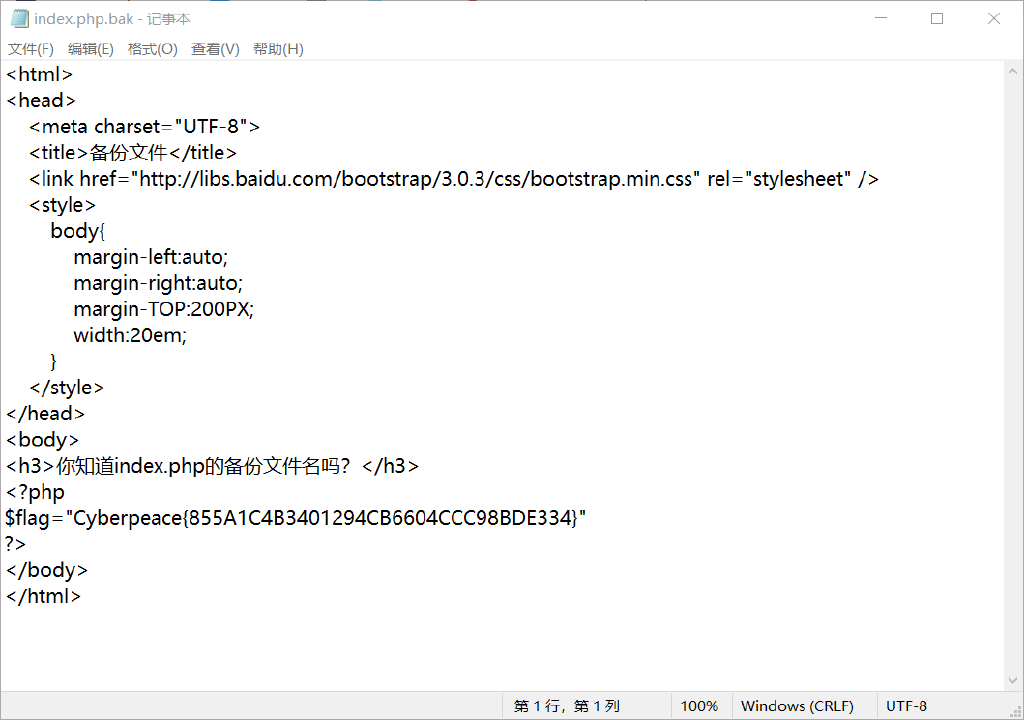 index.php.bak - 记事本
文件(F) 编辑(E) 格式(O) 查看(V) 帮助(H)
<html>
<head>
    <meta charset="UTF-8">
    <title>备份文件</title>
    <link href="http://libs.baidu.com/bootstrap/3.0.3/css/bootstrap.min.css" rel="stylesheet" />
    <style>
        body{
            margin-left:auto;
            margin-right:auto;
            margin-TOP:200PX;
            width:20em;
        }
    </style>
</head>
<body>
<h3>你知道index.php的备份文件名吗？</h3>
<?php
$flag="Cyberpeace{855A1C4B3401294CB6604CCC98BDE334}"
?>
</body>
</html>
第 1 行，第 1 列 100% Windows (CRLF) UTF-8